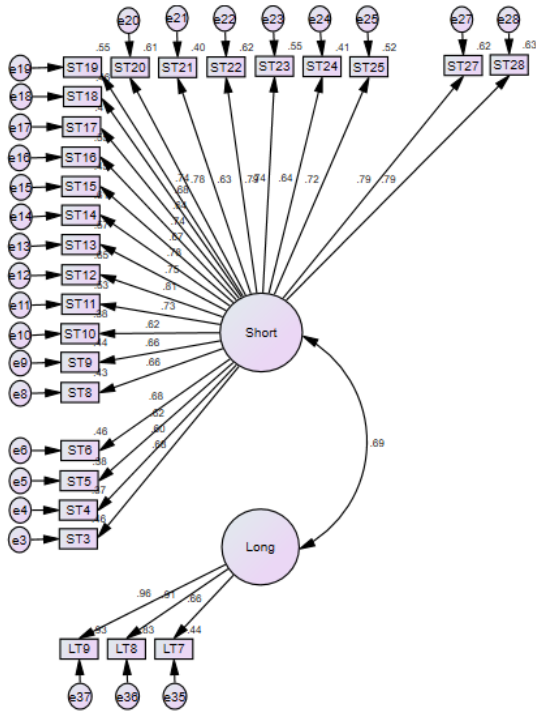 e20 e21 e22 e23 e24 e25 e27 e28
.55 .61 .40 .62 .55 .41 .52 .62 .63
e19 ST19 ST20 ST21 ST22 ST23 ST24 ST25 ST27 ST28
e18 ST18
e17 ST17
e16 ST16
e15 ST15
.74 .78 .63 .79 .74 .64 .72 .79 .79
.68
e14 ST14
.74
e13 ST13
.67
e12 ST12
.75
.81
e11 ST11
.73
e10 ST10
.62
Short
e9 ST9
.66
e8 ST8
.66
.43
.68
.62
.46
.60
.68
.69
e6 ST6
e5 ST5
e4 ST4
e3 ST3
Long
.96 .91 .66
.93 .83 .44
LT9 LT8 LT7
e37 e36 e35